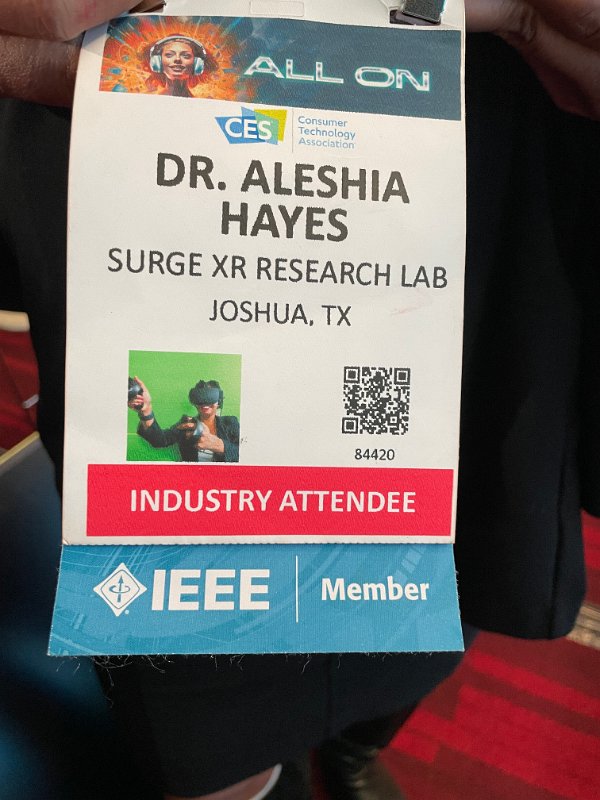 ALL ON
CES
Consumer
Technology
Association
DR. ALESHIA
HAYES
SURGE XR RESEARCH LAB
JOSHUA, TX
84420
INDUSTRY ATTENDEE
IEEE
Member